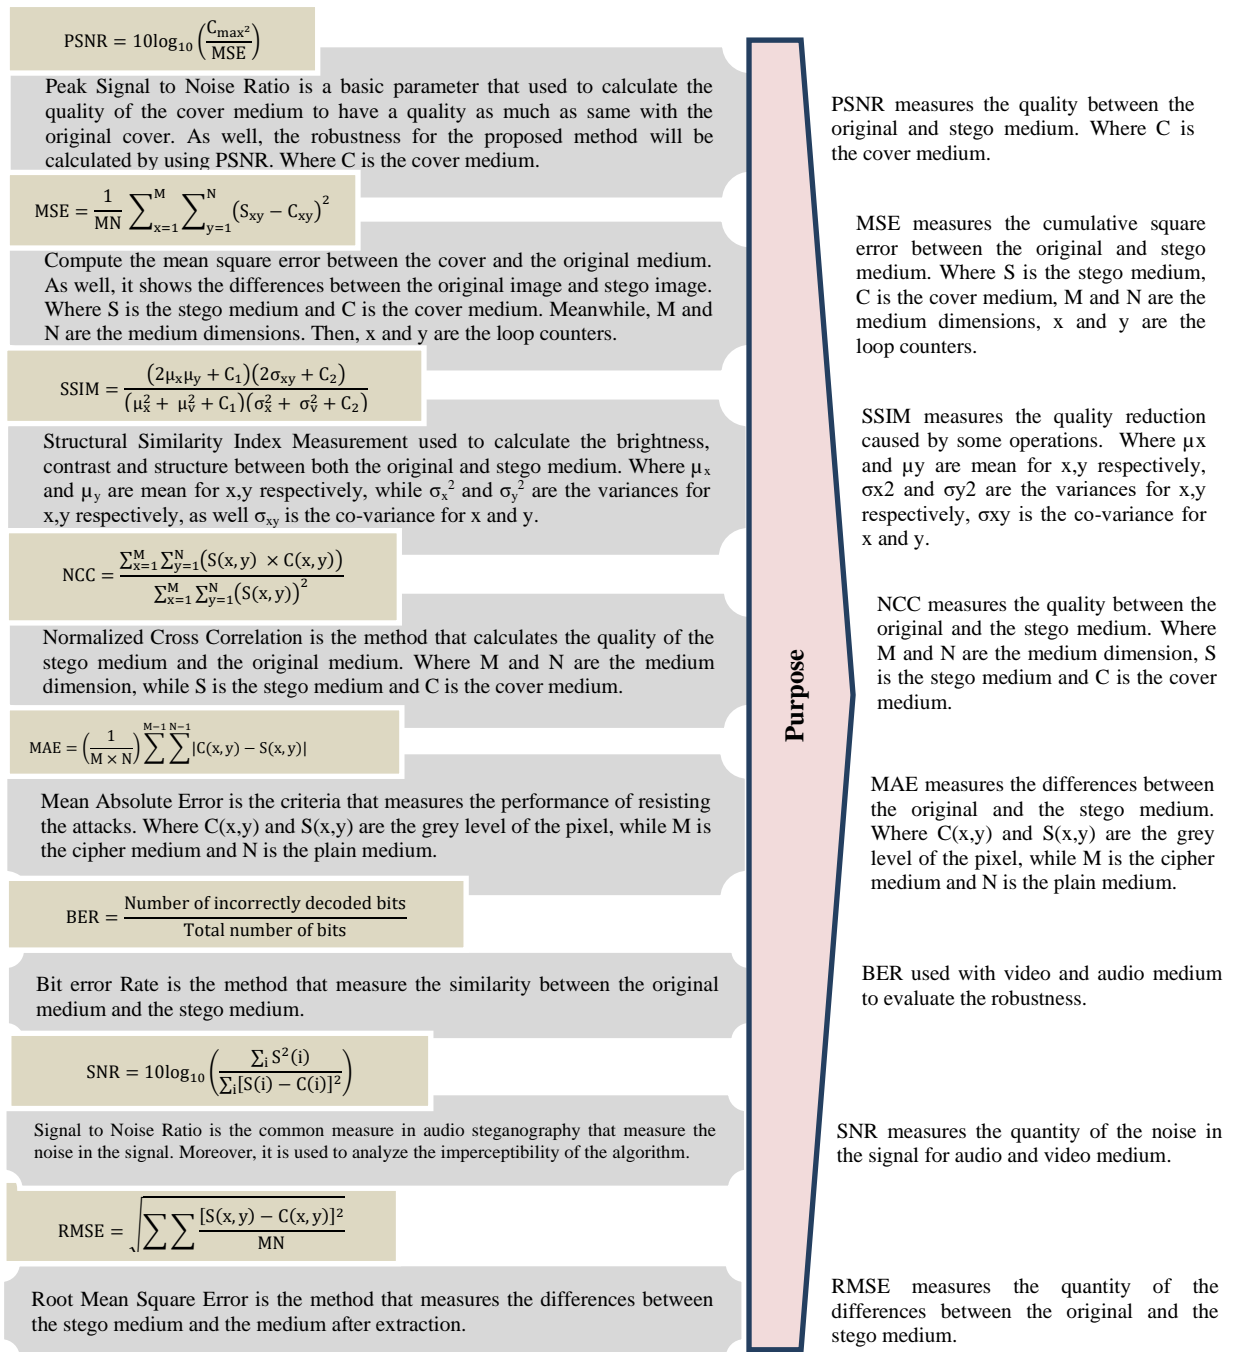 PSNR = 10log₁₀ (C_max² / MSE)
Peak Signal to Noise Ratio is a basic parameter that used to calculate the
quality of the cover medium to have a quality as much as same with the
original cover. As well, the robustness for the proposed method will be
calculated by using PSNR. Where C is the cover medium.
MSE = 1/MN ∑_{x=1}^{M} ∑_{y=1}^{N} (S_xy − C_xy)²
Compute the mean square error between the cover and the original medium.
As well, it shows the differences between the original image and stego image.
Where S is the stego medium and C is the cover medium. Meanwhile, M and
N are the medium dimensions. Then, x and y are the loop counters.
SSIM = (2μ_xμ_y + C₁)(2σ_xy + C₂) / (μ_x² + μ_y² + C₁)(σ_x² + σ_y² + C₂)
Structural Similarity Index Measurement used to calculate the brightness,
contrast and structure between both the original and stego medium. Where μ_x
and μ_y are mean for x,y respectively, while σ_x² and σ_y² are the variances for
x,y respectively, as well σ_xy is the co-variance for x and y.
NCC = ∑_{x=1}^{M} ∑_{y=1}^{N} (S(x,y) × C(x,y)) / ∑_{x=1}^{M} ∑_{y=1}^{N} (S(x,y))²
Normalized Cross Correlation is the method that calculates the quality of the
stego medium and the original medium. Where M and N are the medium
dimension, while S is the stego medium and C is the cover medium.
MAE = (1 / M × N) ∑^{M−1} ∑^{N−1} |C(x,y) − S(x,y)|
Mean Absolute Error is the criteria that measures the performance of resisting
the attacks. Where C(x,y) and S(x,y) are the grey level of the pixel, while M is
the cipher medium and N is the plain medium.
BER = Number of incorrectly decoded bits / Total number of bits
Bit error Rate is the method that measure the similarity between the original
medium and the stego medium.
SNR = 10log₁₀ (∑_i S²(i) / ∑_i[S(i) − C(i)]²)
Signal to Noise Ratio is the common measure in audio steganography that measure the
noise in the signal. Moreover, it is used to analyze the imperceptibility of the algorithm.
RMSE = √(∑ ∑ [S(x,y) − C(x,y)]² / MN)
Root Mean Square Error is the method that measures the differences between
the stego medium and the medium after extraction.
Purpose
PSNR measures the quality between the
original and stego medium. Where C is
the cover medium.
MSE measures the cumulative square
error between the original and stego
medium. Where S is the stego medium,
C is the cover medium, M and N are the
medium dimensions, x and y are the
loop counters.
SSIM measures the quality reduction
caused by some operations. Where μx
and μy are mean for x,y respectively,
σx2 and σy2 are the variances for x,y
respectively, σxy is the co-variance for
x and y.
NCC measures the quality between the
original and the stego medium. Where
M and N are the medium dimension, S
is the stego medium and C is the cover
medium.
MAE measures the differences between
the original and the stego medium.
Where C(x,y) and S(x,y) are the grey
level of the pixel, while M is the cipher
medium and N is the plain medium.
BER used with video and audio medium
to evaluate the robustness.
SNR measures the quantity of the noise in
the signal for audio and video medium.
RMSE measures the quantity of the
differences between the original and the
stego medium.